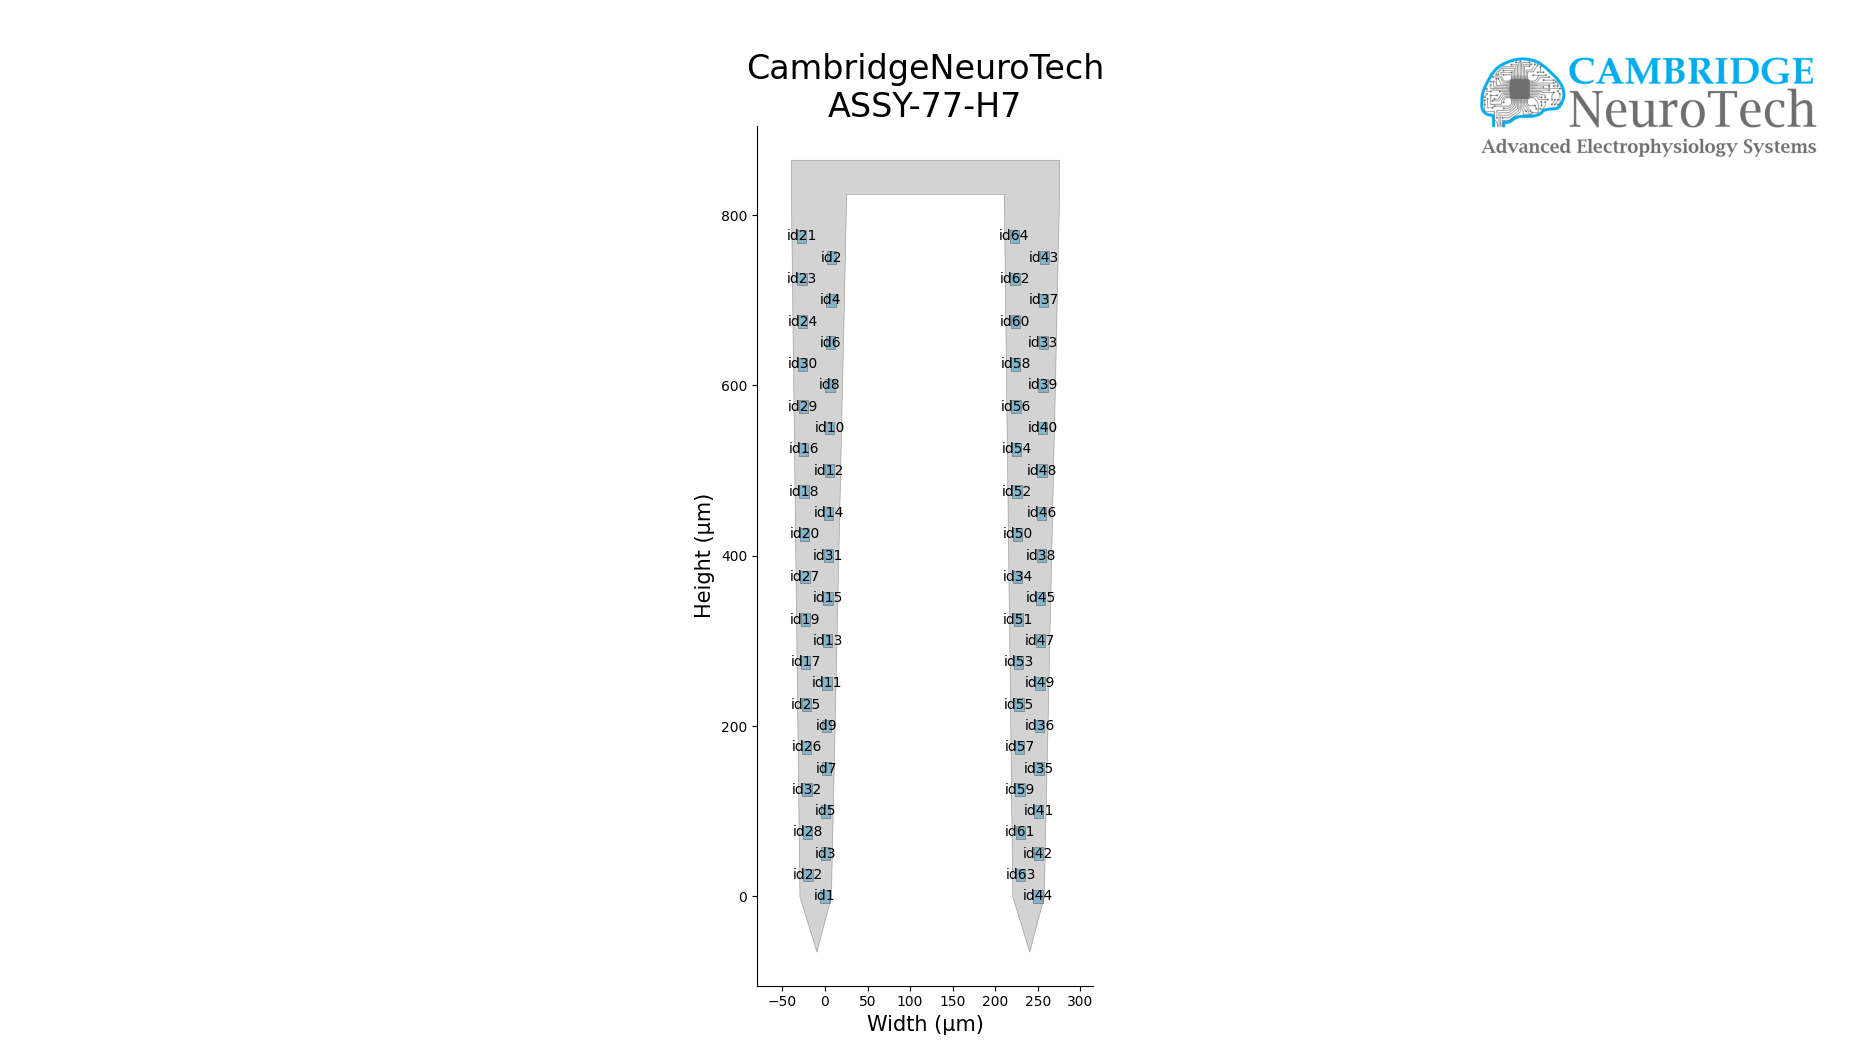 CambridgeNeuroTech
ASSY-77-H7
CAMBRIDGE
NeuroTech
Advanced Electrophysiology Systems
800
id21 id64
id2 id43
id23 id62
id4 id37
id24 id60
id6 id33
id30 id58
600
id8 id39
id29 id56
id10 id40
id16 id54
id12 id48
id18 id52
id14 id46
id20 id50
400
id31 id38
id27 id34
id15 id45
id19 id51
id13 id47
id17 id53
id11 id49
id25 id55
200
id9 id36
id26 id57
id7 id35
id32 id59
id5 id41
id28 id61
id3 id42
id22 id63
0
id1 id44
Height (μm)
−50 0 50 100 150 200 250 300
Width (μm)